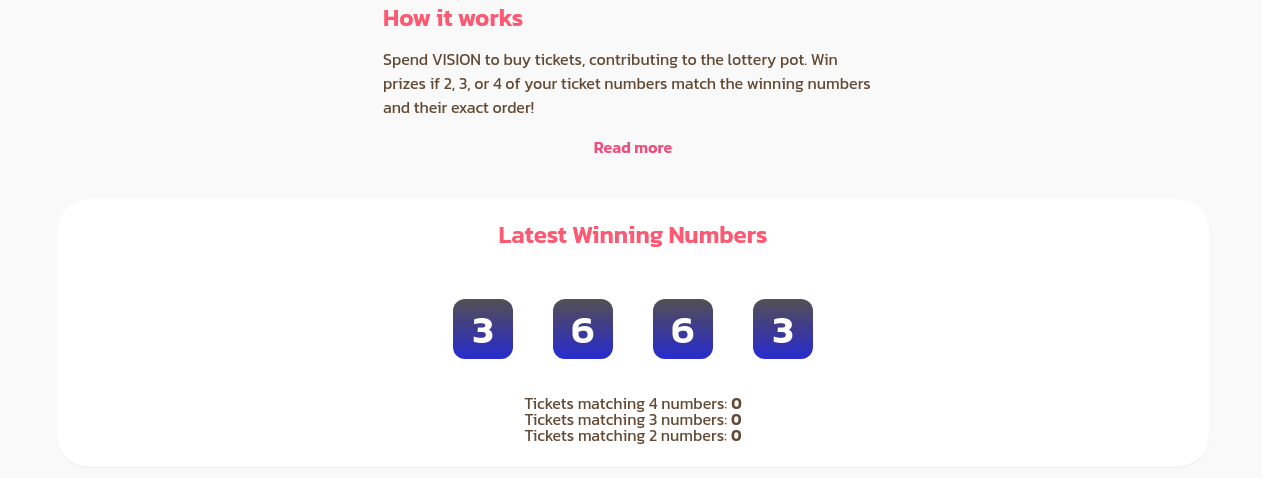 How it works
Spend VISION to buy tickets, contributing to the lottery pot. Win
prizes if 2, 3, or 4 of your ticket numbers match the winning numbers
and their exact order!
Read more
Latest Winning Numbers
3 6 6 3
Tickets matching 4 numbers: 0
Tickets matching 3 numbers: 0
Tickets matching 2 numbers: 0